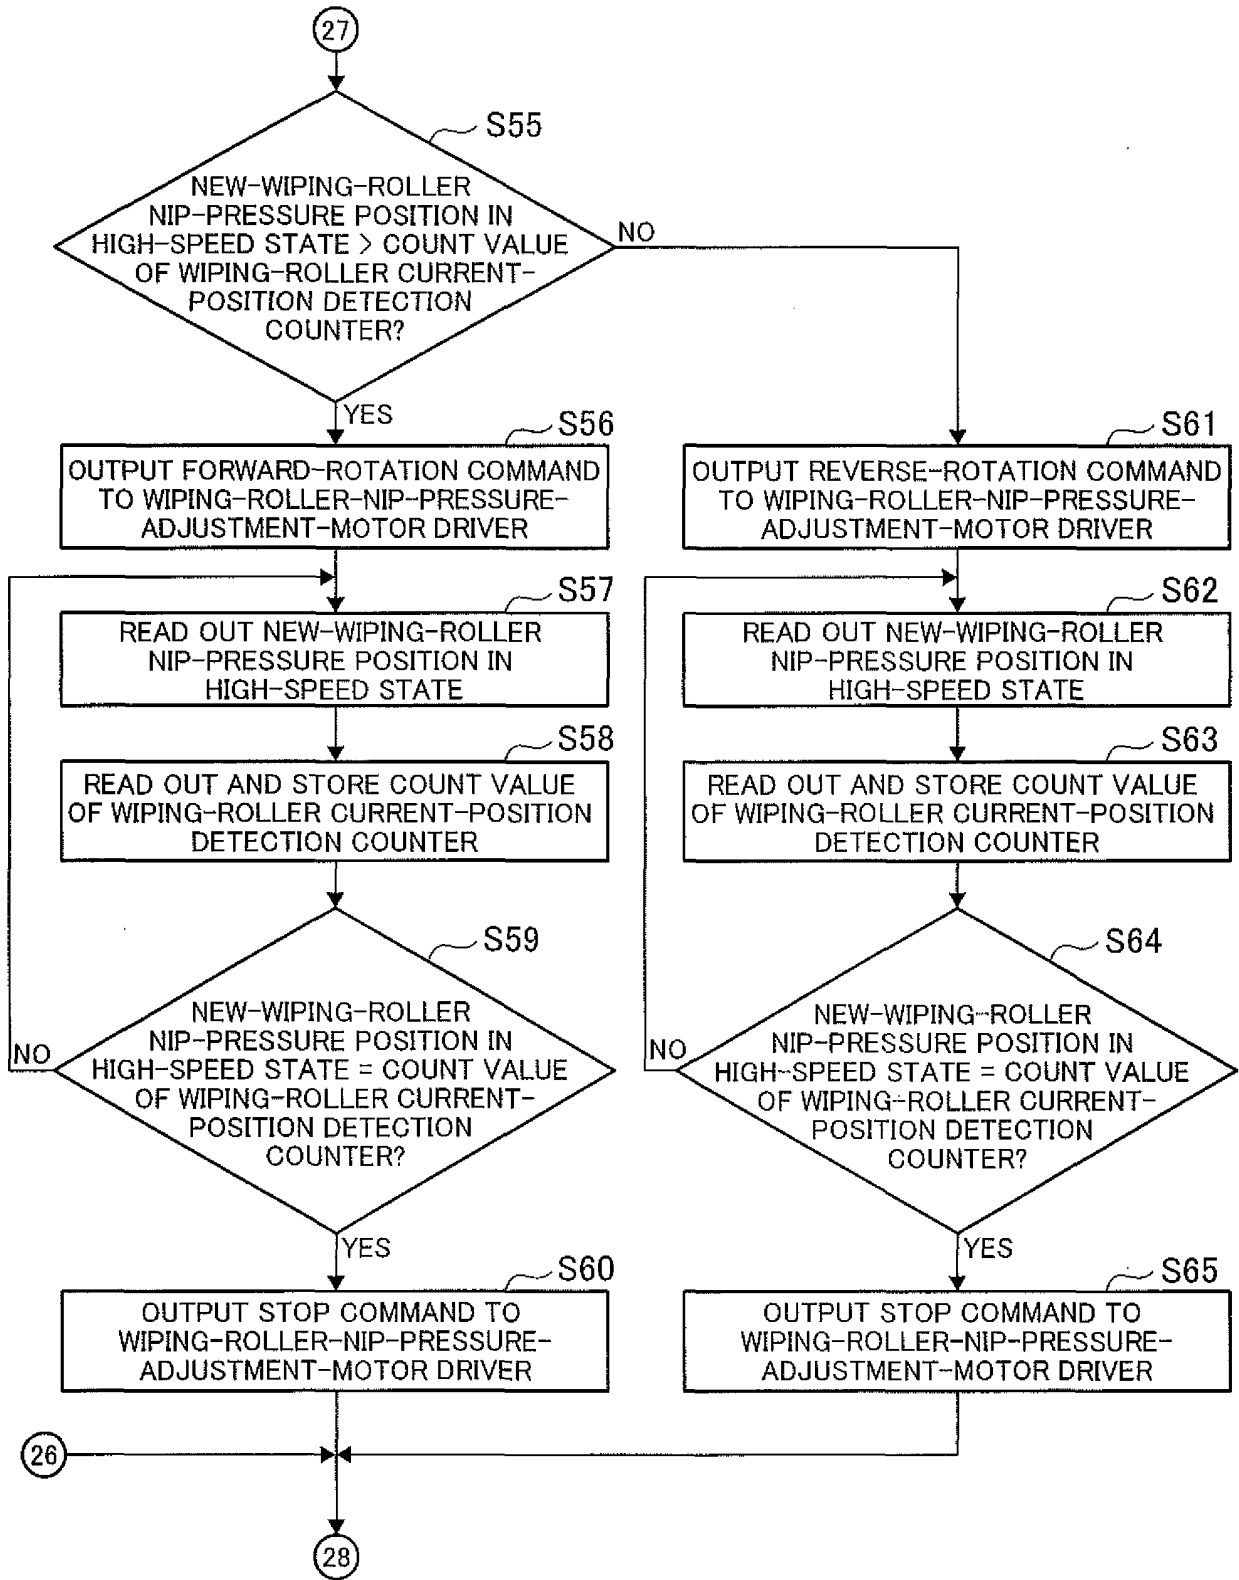 27
S55
NEW-WIPING-ROLLER
NIP-PRESSURE POSITION IN
HIGH-SPEED STATE > COUNT VALUE
OF WIPING-ROLLER CURRENT-
POSITION DETECTION
COUNTER?
NO
YES
S56
OUTPUT FORWARD-ROTATION COMMAND
TO WIPING-ROLLER-NIP-PRESSURE-
ADJUSTMENT-MOTOR DRIVER
S57
READ OUT NEW-WIPING-ROLLER
NIP-PRESSURE POSITION IN
HIGH-SPEED STATE
S58
READ OUT AND STORE COUNT VALUE
OF WIPING-ROLLER CURRENT-POSITION
DETECTION COUNTER
S59
NEW-WIPING-ROLLER
NIP-PRESSURE POSITION IN
HIGH-SPEED STATE = COUNT VALUE
OF WIPING-ROLLER CURRENT-
POSITION DETECTION
COUNTER?
NO
YES
S60
OUTPUT STOP COMMAND TO
WIPING-ROLLER-NIP-PRESSURE-
ADJUSTMENT-MOTOR DRIVER
S61
OUTPUT REVERSE-ROTATION COMMAND
TO WIPING-ROLLER-NIP-PRESSURE-
ADJUSTMENT-MOTOR DRIVER
S62
READ OUT NEW-WIPING-ROLLER
NIP-PRESSURE POSITION IN
HIGH-SPEED STATE
S63
READ OUT AND STORE COUNT VALUE
OF WIPING-ROLLER CURRENT-POSITION
DETECTION COUNTER
S64
NEW-WIPING-ROLLER
NIP-PRESSURE POSITION IN
HIGH-SPEED STATE = COUNT VALUE
OF WIPING-ROLLER CURRENT-
POSITION DETECTION
COUNTER?
NO
YES
S65
OUTPUT STOP COMMAND TO
WIPING-ROLLER-NIP-PRESSURE-
ADJUSTMENT-MOTOR DRIVER
26
28